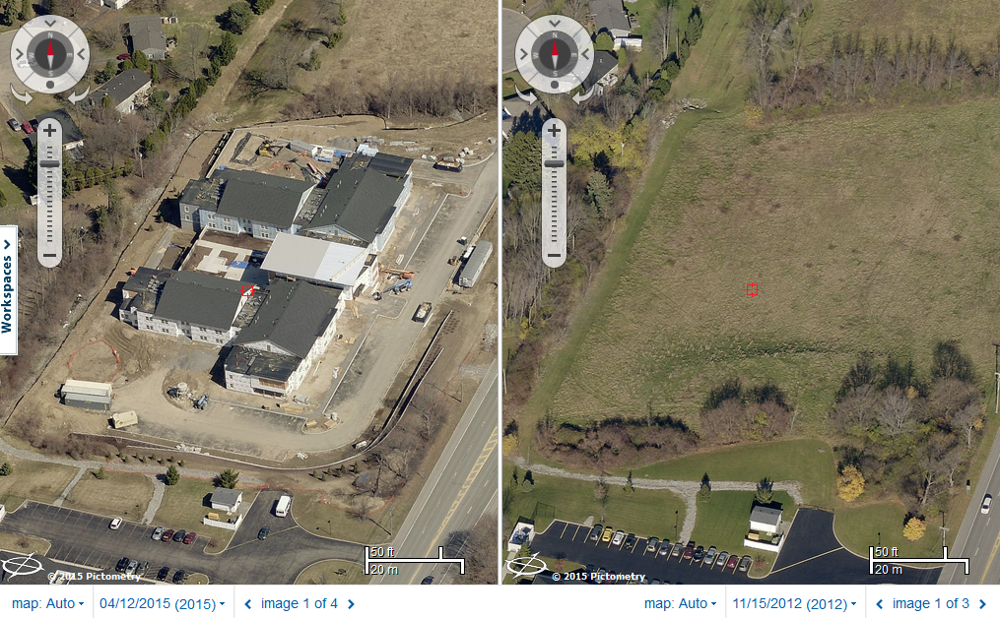 N
N
Workspaces
50 ft
20 m
© 2015 Pictometry
50 ft
20 m
© 2015 Pictometry
map: Auto 04/12/2015 (2015) image 1 of 4
map: Auto 11/15/2012 (2012) image 1 of 3